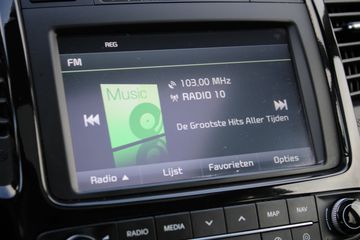 REG
FM
Music
103.00 MHz
RADIO 10
De Grootste Hits Aller Tijden
Radio ▲ Lijst Favorieten Opties
RADIO MEDIA MAP NAV